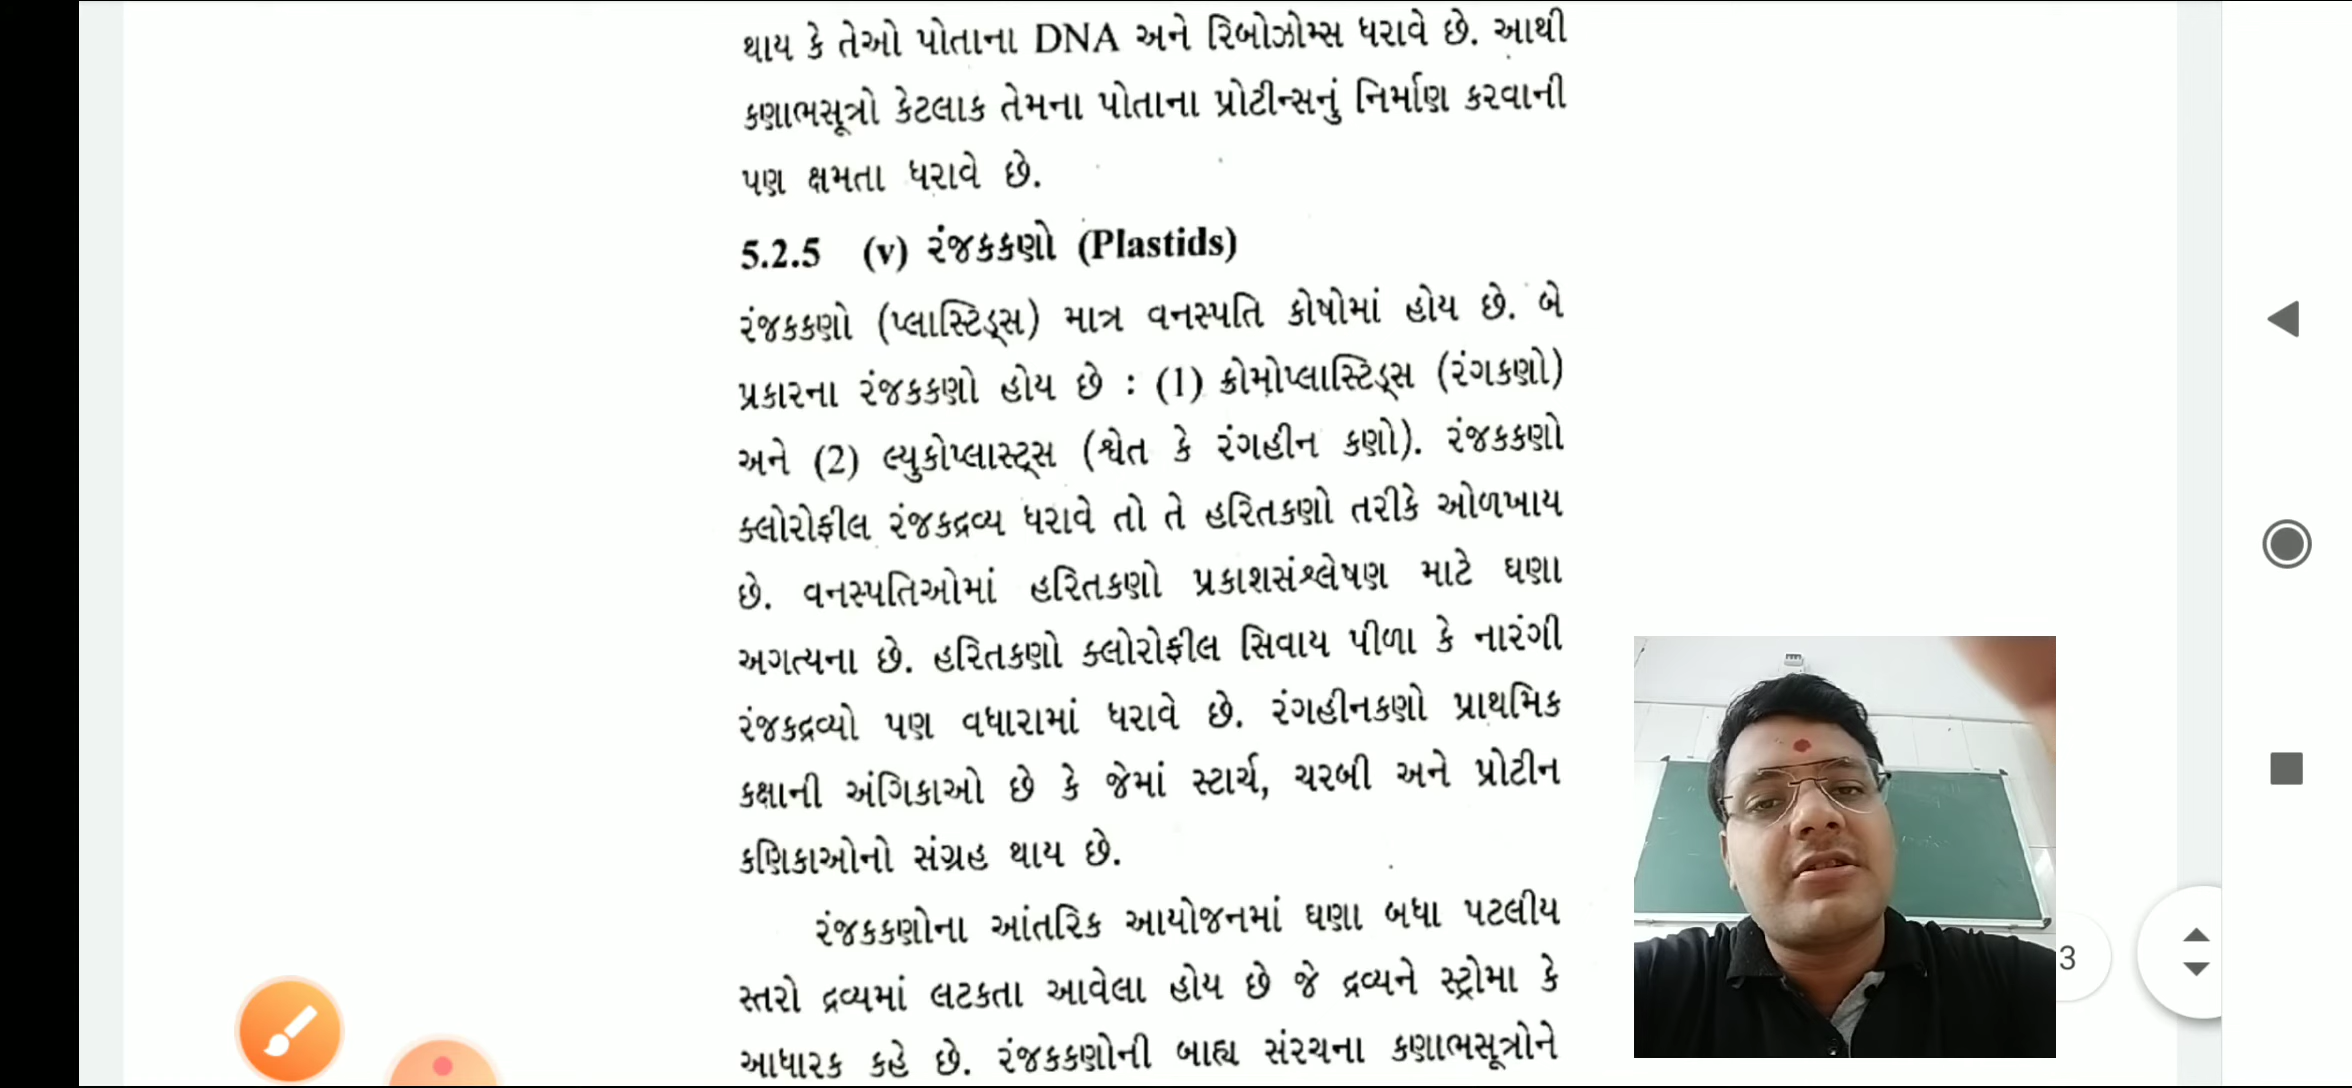 થાય કે તેઓ પોતાના DNA અને રિબોઝોમ્સ ધરાવે છે. આથી
કણાભસૂત્રો કેટલાક તેમના પોતાના પ્રોટીન્સનું નિર્માણ કરવાની
પણ ક્ષમતા ધરાવે છે.
5.2.5 (v) રંજકકણો (Plastids)
રંજકકણો (પ્લાસ્ટિડ્સ) માત્ર વનસ્પતિ કોષોમાં હોય છે. બે
પ્રકારના રંજકકણો હોય છે : (1) ક્રોમોપ્લાસ્ટિડ્સ (રંગકણો)
અને (2) લ્યુકોપ્લાસ્ટ્સ (શ્વેત કે રંગહીન કણો). રંજકકણો
ક્લોરોફીલ રંજકદ્રવ્ય ધરાવે તો તે હરિતકણો તરીકે ઓળખાય
છે. વનસ્પતિઓમાં હરિતકણો પ્રકાશસંશ્લેષણ માટે ઘણા
અગત્યના છે. હરિતકણો ક્લોરોફીલ સિવાય પીળા કે નારંગી
રંજકદ્રવ્યો પણ વધારામાં ધરાવે છે. રંગહીનકણો પ્રાથમિક
કક્ષાની અંગિકાઓ છે કે જેમાં સ્ટાર્ચ, ચરબી અને પ્રોટીન
કણિકાઓનો સંગ્રહ થાય છે.
રંજકકણોના આંતરિક આયોજનમાં ઘણા બધા પટલીય
સ્તરો દ્રવ્યમાં લટકતા આવેલા હોય છે જે દ્રવ્યને સ્ટ્રોમા કે
આધારક કહે છે. રંજકકણોની બાહ્ય સંરચના કણાભસૂત્રોને
3